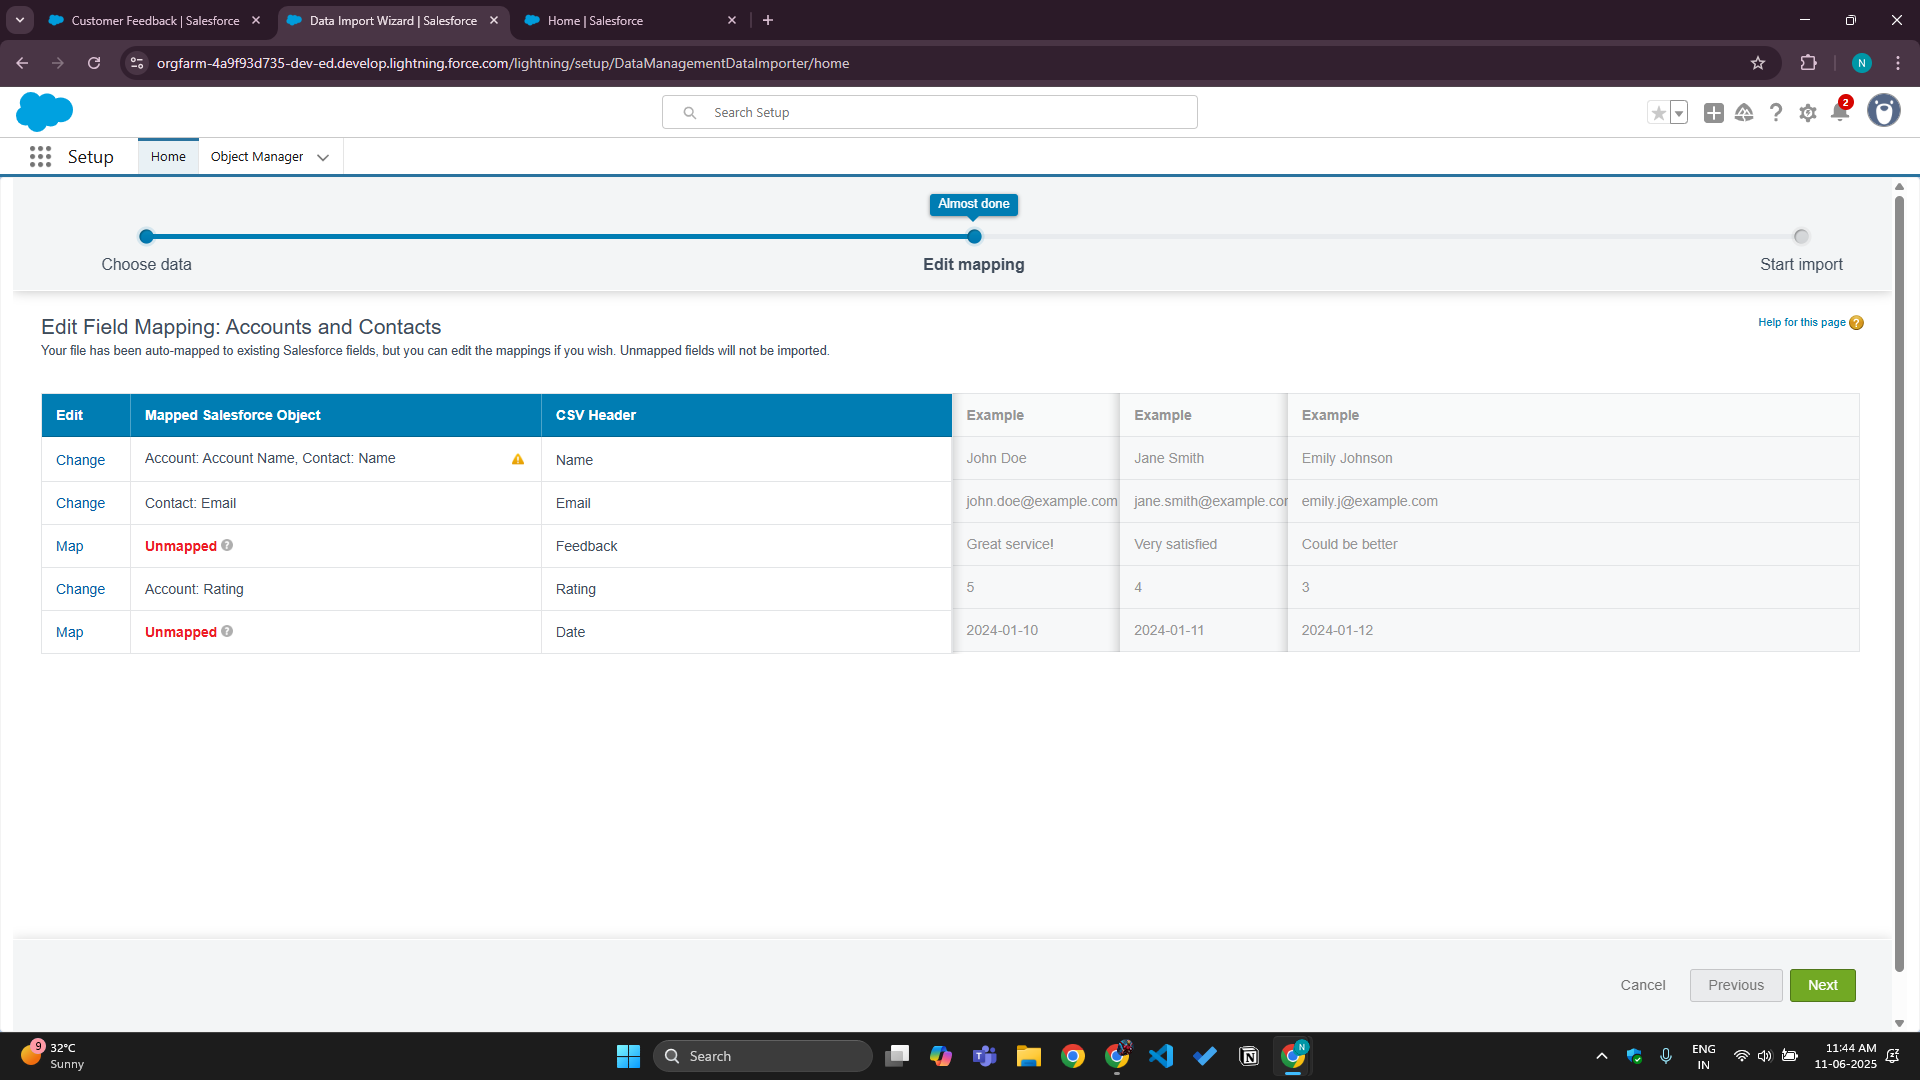 Customer Feedback | Salesforce
Data Import Wizard | Salesforce
Home | Salesforce
orgfarm-4a9f93d735-dev-ed.develop.lightning.force.com/lightning/setup/DataManagementDataImporter/home
N
Search Setup
2
Setup
Home
Object Manager
Almost done
Choose data
Edit mapping
Start import
Edit Field Mapping: Accounts and Contacts
Help for this page ?
Your file has been auto-mapped to existing Salesforce fields, but you can edit the mappings if you wish. Unmapped fields will not be imported.
Edit Mapped Salesforce Object CSV Header Example Example Example
Change Account: Account Name, Contact: Name Name John Doe Jane Smith Emily Johnson
Change Contact: Email Email john.doe@example.com jane.smith@example.cor emily.j@example.com
Map Unmapped ? Feedback Great service! Very satisfied Could be better
Change Account: Rating Rating 5 4 3
Map Unmapped ? Date 2024-01-10 2024-01-11 2024-01-12
Cancel
Previous
Next
9
32°C
Sunny
Search
N
ENG
IN
11:44 AM
11-06-2025